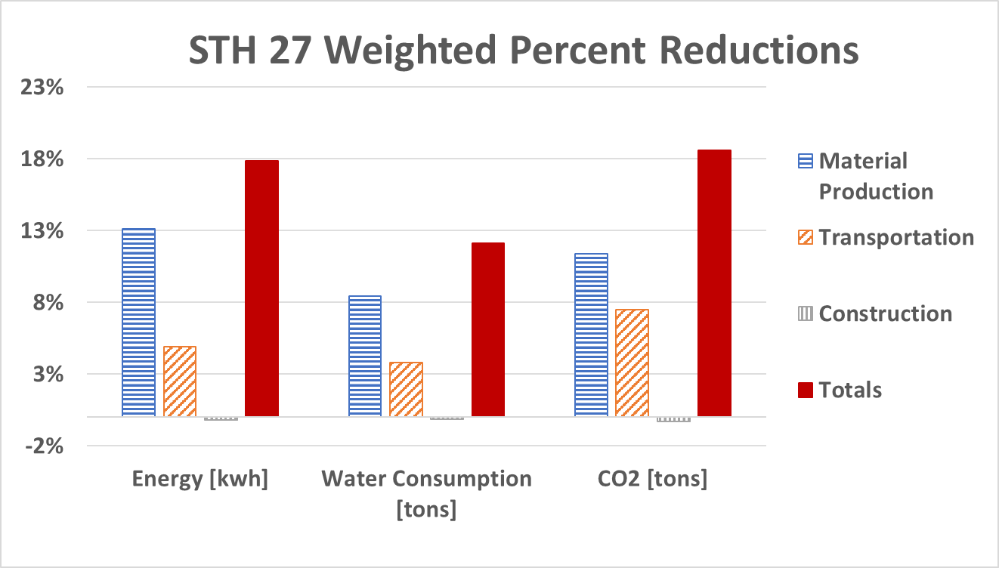 STH 27 Weighted Percent Reductions
23%
18%
13%
8%
3%
-2%
Energy [kwh]
Water Consumption
[tons]
CO2 [tons]
Material
Production
Transportation
Construction
Totals